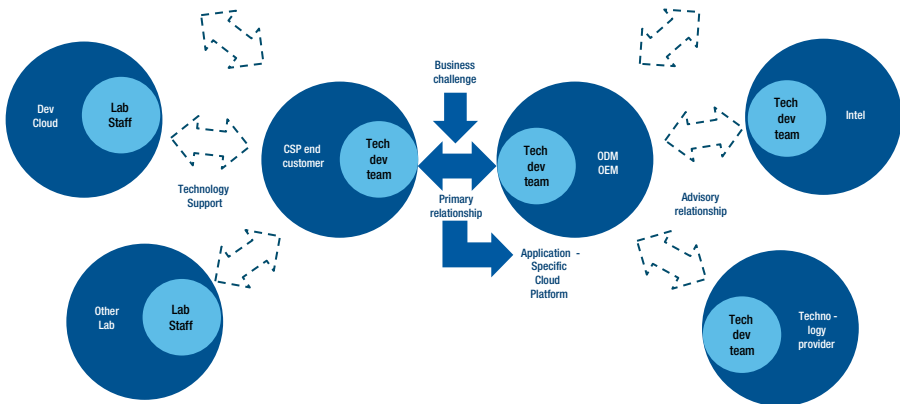 Dev
Cloud
Lab
Staff
Technology
Support
Other
Lab
Lab
Staff
CSP end
customer
Tech
dev
team
Business
challenge
Primary
relationship
Application -
Specific
Cloud
Platform
Tech
dev
team
ODM
OEM
Advisory
relationship
Tech
dev
team
Intel
Tech
dev
team
Techno -
logy
provider